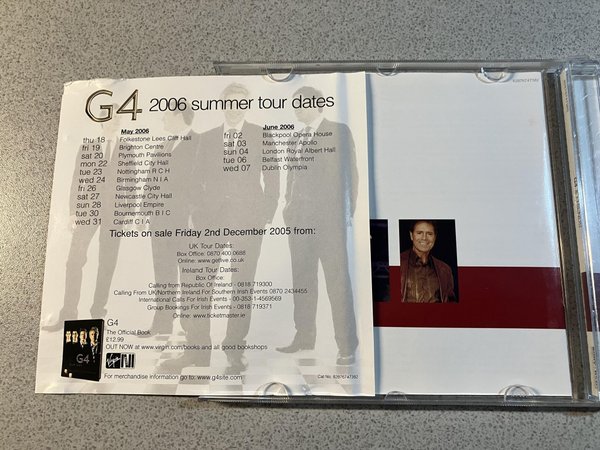 G4 2006 summer tour dates
May 2006
thu 18 Folkestone Lees Cliff Hall
fri 19 Brighton Centre
sat 20 Plymouth Pavilions
mon 22 Sheffield City Hall
tue 23 Nottingham R C H
wed 24 Birmingham N I A
fri 26 Glasgow Clyde
sat 27 Newcastle City Hall
sun 28 Liverpool Empire
tue 30 Bournemouth B I C
wed 31 Cardiff C I A
June 2006
fri 02 Blackpool Opera House
sat 03 Manchester Apollo
sun 04 London Royal Albert Hall
tue 06 Belfast Waterfront
wed 07 Dublin Olympia
Tickets on sale Friday 2nd December 2005 from:
UK Tour Dates:
Box Office: 0870 400 0688
Online: www.getlive.co.uk
Ireland Tour Dates:
Box Office:
Calling from Republic Of Ireland - 0818 719300
Calling From UK/Northern Ireland For Southern Irish Events 0870 2434455
International Calls For Irish Events - 00-353-1-4569569
Group Bookings For Irish Events - 0818 719371
Online: www.ticketmaster.ie
G4
The Official Book
£12.99
OUT NOW at www.virgin.com/books and all good bookshops
G4
Virgin
For merchandise information go to: www.g4site.com
Cat No: 82876747392